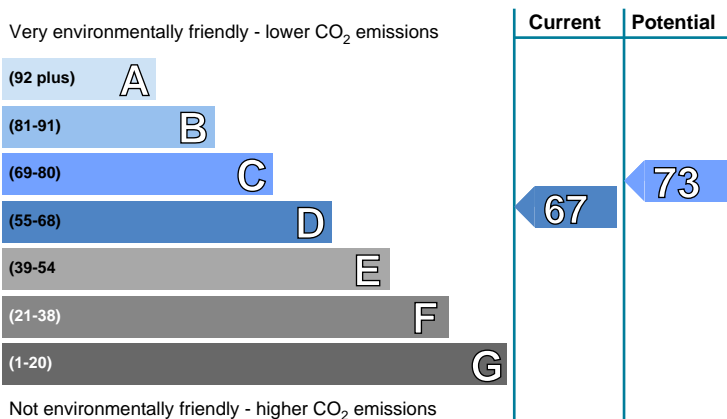 Current Potential
Very environmentally friendly - lower CO2 emissions
(92 plus) A
(81-91) B
(69-80) C
73
(55-68) D
67
(39-54 E
(21-38) F
(1-20) G
Not environmentally friendly - higher CO2 emissions